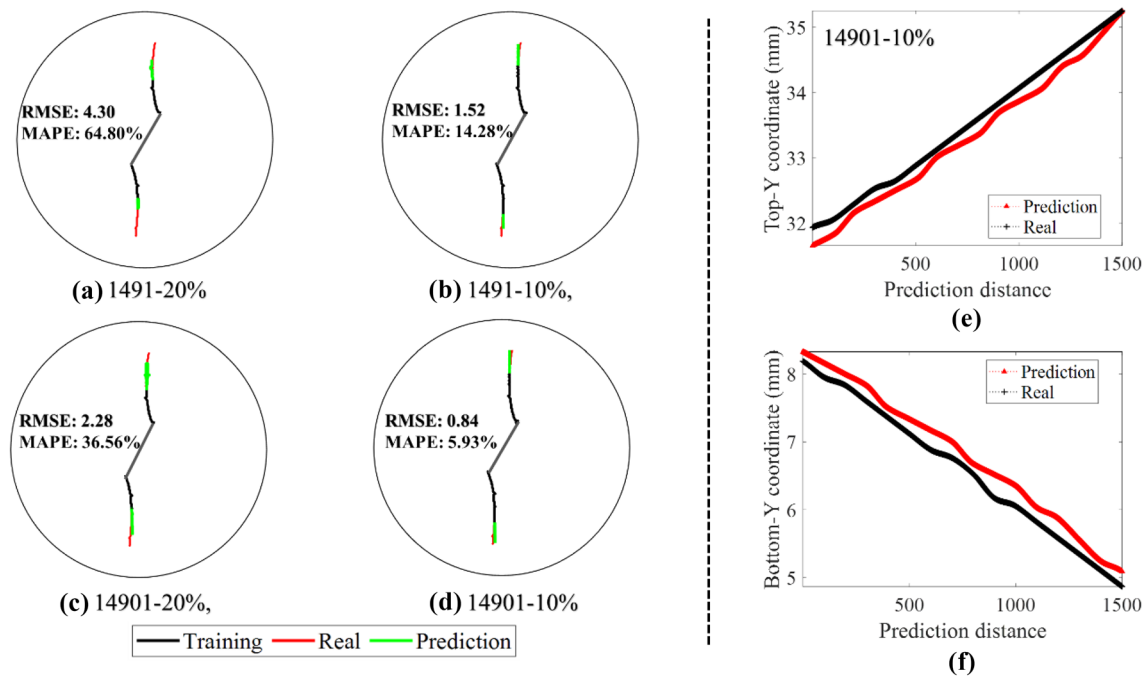 RMSE: 4.30
MAPE: 64.80%
(a) 1491-20%
RMSE: 1.52
MAPE: 14.28%
(b) 1491-10%,
RMSE: 2.28
MAPE: 36.56%
(c) 14901-20%,
RMSE: 0.84
MAPE: 5.93%
(d) 14901-10%
Training Real Prediction
14901-10%
Top-Y coordinate (mm)
35
34
33
32
Prediction
Real
500 1000 1500
Prediction distance
(e)
Bottom-Y coordinate (mm)
8
7
6
5
Prediction
Real
500 1000 1500
Prediction distance
(f)